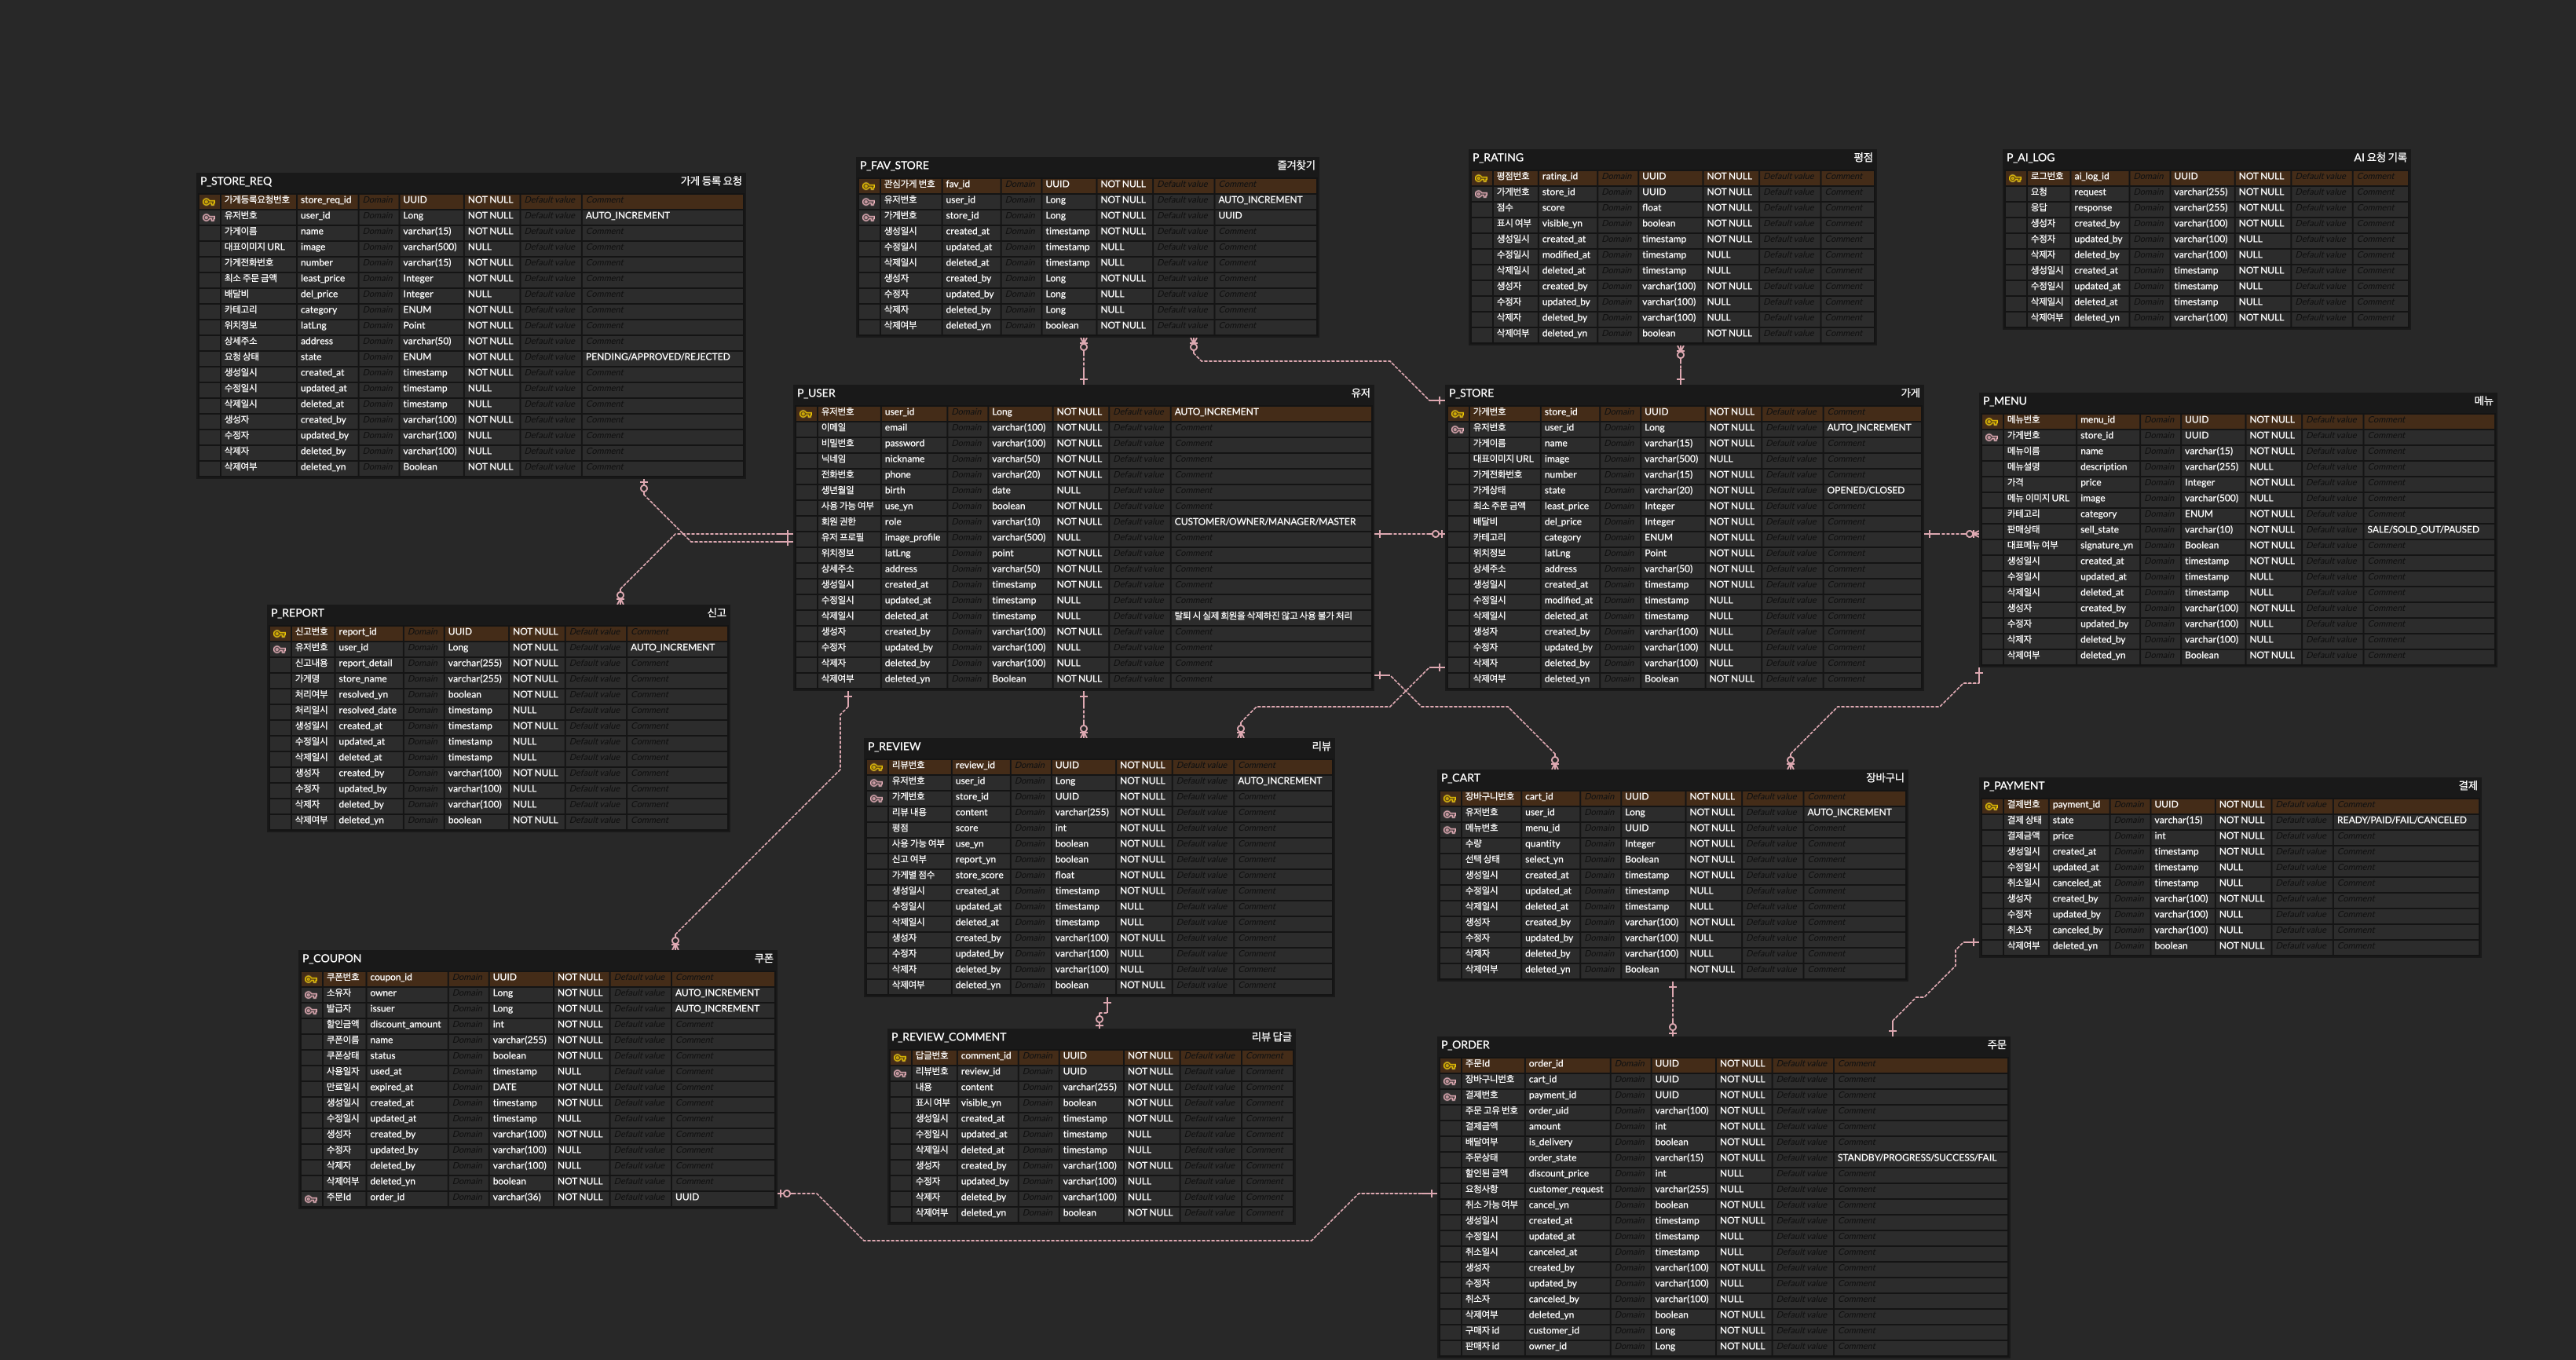 P_STORE_REQ 가게 등록 요청
가게등록요청번호 store_req_id Domain UUID NOT NULL Default value Comment
유저번호 user_id Domain Long NOT NULL Default value AUTO_INCREMENT
가게이름 name Domain varchar(15) NOT NULL Default value Comment
대표이미지 URL image Domain varchar(500) NULL Default value Comment
가게전화번호 number Domain varchar(15) NOT NULL Default value Comment
최소 주문 금액 least_price Domain Integer NOT NULL Default value Comment
배달비 del_price Domain Integer NULL Default value Comment
카테고리 category Domain ENUM NOT NULL Default value Comment
위치정보 latLng Domain Point NOT NULL Default value Comment
상세주소 address Domain varchar(50) NOT NULL Default value Comment
요청 상태 state Domain ENUM NOT NULL Default value PENDING/APPROVED/REJECTED
생성일시 created_at Domain timestamp NOT NULL Default value Comment
수정일시 updated_at Domain timestamp NULL Default value Comment
삭제일시 deleted_at Domain timestamp NULL Default value Comment
생성자 created_by Domain varchar(100) NOT NULL Default value Comment
수정자 updated_by Domain varchar(100) NULL Default value Comment
삭제자 deleted_by Domain varchar(100) NULL Default value Comment
삭제여부 deleted_yn Domain Boolean NOT NULL Default value Comment
P_FAV_STORE 즐겨찾기
관심가게 번호 fav_id Domain UUID NOT NULL Default value Comment
유저번호 user_id Domain Long NOT NULL Default value AUTO_INCREMENT
가게번호 store_id Domain Long NOT NULL Default value UUID
생성일시 created_at Domain timestamp NOT NULL Default value Comment
수정일시 updated_at Domain timestamp NULL Default value Comment
삭제일시 deleted_at Domain timestamp NULL Default value Comment
생성자 created_by Domain Long NOT NULL Default value Comment
수정자 updated_by Domain Long NULL Default value Comment
삭제자 deleted_by Domain Long NULL Default value Comment
삭제여부 deleted_yn Domain boolean NOT NULL Default value Comment
P_RATING 평점
평점번호 rating_id Domain UUID NOT NULL Default value Comment
가게번호 store_id Domain UUID NOT NULL Default value Comment
점수 score Domain float NOT NULL Default value Comment
표시 여부 visible_yn Domain boolean NOT NULL Default value Comment
생성일시 created_at Domain timestamp NOT NULL Default value Comment
수정일시 modified_at Domain timestamp NULL Default value Comment
삭제일시 deleted_at Domain timestamp NULL Default value Comment
생성자 created_by Domain varchar(100) NOT NULL Default value Comment
수정자 updated_by Domain varchar(100) NULL Default value Comment
삭제자 deleted_by Domain varchar(100) NULL Default value Comment
삭제여부 deleted_yn Domain boolean NOT NULL Default value Comment
P_AI_LOG AI 요청 기록
로그번호 ai_log_id Domain UUID NOT NULL Default value Comment
요청 request Domain varchar(255) NOT NULL Default value Comment
응답 response Domain varchar(255) NOT NULL Default value Comment
생성자 created_by Domain varchar(100) NOT NULL Default value Comment
수정자 updated_by Domain varchar(100) NULL Default value Comment
삭제자 deleted_by Domain varchar(100) NULL Default value Comment
생성일시 created_at Domain timestamp NOT NULL Default value Comment
수정일시 updated_at Domain timestamp NULL Default value Comment
삭제일시 deleted_at Domain timestamp NULL Default value Comment
삭제여부 deleted_yn Domain varchar(100) NOT NULL Default value Comment
P_USER 유저
유저번호 user_id Domain Long NOT NULL Default value AUTO_INCREMENT
이메일 email Domain varchar(100) NOT NULL Default value Comment
비밀번호 password Domain varchar(100) NOT NULL Default value Comment
닉네임 nickname Domain varchar(50) NOT NULL Default value Comment
전화번호 phone Domain varchar(20) NOT NULL Default value Comment
생년월일 birth Domain date NULL Default value Comment
사용 가능 여부 use_yn Domain boolean NOT NULL Default value Comment
회원 권한 role Domain varchar(10) NOT NULL Default value CUSTOMER/OWNER/MANAGER/MASTER
유저 프로필 image_profile Domain varchar(500) NULL Default value Comment
위치정보 latLng Domain point NOT NULL Default value Comment
상세주소 address Domain varchar(50) NOT NULL Default value Comment
생성일시 created_at Domain timestamp NOT NULL Default value Comment
수정일시 updated_at Domain timestamp NULL Default value Comment
삭제일시 deleted_at Domain timestamp NULL Default value 탈퇴 시 실제 회원을 삭제하진 않고 사용 불가 처리
생성자 created_by Domain varchar(100) NOT NULL Default value Comment
수정자 updated_by Domain varchar(100) NULL Default value Comment
삭제자 deleted_by Domain varchar(100) NULL Default value Comment
삭제여부 deleted_yn Domain Boolean NOT NULL Default value Comment
P_STORE 가게
가게번호 store_id Domain UUID NOT NULL Default value Comment
유저번호 user_id Domain Long NOT NULL Default value AUTO_INCREMENT
가게이름 name Domain varchar(15) NOT NULL Default value Comment
대표이미지 URL image Domain varchar(500) NULL Default value Comment
가게전화번호 number Domain varchar(15) NOT NULL Default value Comment
가게상태 state Domain varchar(20) NOT NULL Default value OPENED/CLOSED
최소 주문 금액 least_price Domain Integer NOT NULL Default value Comment
배달비 del_price Domain Integer NOT NULL Default value Comment
카테고리 category Domain ENUM NOT NULL Default value Comment
위치정보 latLng Domain Point NOT NULL Default value Comment
상세주소 address Domain varchar(50) NOT NULL Default value Comment
생성일시 created_at Domain timestamp NOT NULL Default value Comment
수정일시 modified_at Domain timestamp NULL Default value Comment
삭제일시 deleted_at Domain timestamp NULL Default value Comment
생성자 created_by Domain varchar(100) NULL Default value Comment
수정자 updated_by Domain varchar(100) NULL Default value Comment
삭제자 deleted_by Domain varchar(100) NULL Default value Comment
삭제여부 deleted_yn Domain Boolean NOT NULL Default value Comment
P_MENU 메뉴
메뉴번호 menu_id Domain UUID NOT NULL Default value Comment
가게번호 store_id Domain UUID NOT NULL Default value Comment
메뉴이름 name Domain varchar(15) NOT NULL Default value Comment
메뉴설명 description Domain varchar(255) NULL Default value Comment
가격 price Domain Integer NOT NULL Default value Comment
메뉴 이미지 URL image Domain varchar(500) NULL Default value Comment
카테고리 category Domain ENUM NOT NULL Default value Comment
판매상태 sell_state Domain varchar(10) NOT NULL Default value SALE/SOLD_OUT/PAUSED
대표메뉴 여부 signature_yn Domain Boolean NOT NULL Default value Comment
생성일시 created_at Domain timestamp NOT NULL Default value Comment
수정일시 updated_at Domain timestamp NULL Default value Comment
삭제일시 deleted_at Domain timestamp NULL Default value Comment
생성자 created_by Domain varchar(100) NOT NULL Default value Comment
수정자 updated_by Domain varchar(100) NULL Default value Comment
삭제자 deleted_by Domain varchar(100) NULL Default value Comment
삭제여부 deleted_yn Domain Boolean NOT NULL Default value Comment
P_REPORT 신고
신고번호 report_id Domain UUID NOT NULL Default value Comment
유저번호 user_id Domain Long NOT NULL Default value AUTO_INCREMENT
신고내용 report_detail Domain varchar(255) NOT NULL Default value Comment
가게명 store_name Domain varchar(255) NOT NULL Default value Comment
처리여부 resolved_yn Domain boolean NOT NULL Default value Comment
처리일시 resolved_date Domain timestamp NULL Default value Comment
생성일시 created_at Domain timestamp NOT NULL Default value Comment
수정일시 updated_at Domain timestamp NULL Default value Comment
삭제일시 deleted_at Domain timestamp NULL Default value Comment
생성자 created_by Domain varchar(100) NOT NULL Default value Comment
수정자 updated_by Domain varchar(100) NULL Default value Comment
삭제자 deleted_by Domain varchar(100) NULL Default value Comment
삭제여부 deleted_yn Domain boolean NOT NULL Default value Comment
P_REVIEW 리뷰
리뷰번호 review_id Domain UUID NOT NULL Default value Comment
유저번호 user_id Domain Long NOT NULL Default value AUTO_INCREMENT
가게번호 store_id Domain UUID NOT NULL Default value Comment
리뷰 내용 content Domain varchar(255) NOT NULL Default value Comment
평점 score Domain int NOT NULL Default value Comment
사용 가능 여부 use_yn Domain boolean NOT NULL Default value Comment
신고 여부 report_yn Domain boolean NOT NULL Default value Comment
가게별 점수 store_score Domain float NOT NULL Default value Comment
생성일시 created_at Domain timestamp NOT NULL Default value Comment
수정일시 updated_at Domain timestamp NULL Default value Comment
삭제일시 deleted_at Domain timestamp NULL Default value Comment
생성자 created_by Domain varchar(100) NOT NULL Default value Comment
수정자 updated_by Domain varchar(100) NULL Default value Comment
삭제자 deleted_by Domain varchar(100) NULL Default value Comment
삭제여부 deleted_yn Domain boolean NOT NULL Default value Comment
P_CART 장바구니
장바구니번호 cart_id Domain UUID NOT NULL Default value Comment
유저번호 user_id Domain Long NOT NULL Default value AUTO_INCREMENT
메뉴번호 menu_id Domain UUID NOT NULL Default value Comment
수량 quantity Domain Integer NOT NULL Default value Comment
선택 상태 select_yn Domain Boolean NOT NULL Default value Comment
생성일시 created_at Domain timestamp NOT NULL Default value Comment
수정일시 updated_at Domain timestamp NULL Default value Comment
삭제일시 deleted_at Domain timestamp NULL Default value Comment
생성자 created_by Domain varchar(100) NOT NULL Default value Comment
수정자 updated_by Domain varchar(100) NULL Default value Comment
삭제자 deleted_by Domain varchar(100) NULL Default value Comment
삭제여부 deleted_yn Domain Boolean NOT NULL Default value Comment
P_PAYMENT 결제
결제번호 payment_id Domain UUID NOT NULL Default value Comment
결제 상태 state Domain varchar(15) NOT NULL Default value READY/PAID/FAIL/CANCELED
결제금액 price Domain int NOT NULL Default value Comment
생성일시 created_at Domain timestamp NOT NULL Default value Comment
수정일시 updated_at Domain timestamp NULL Default value Comment
취소일시 canceled_at Domain timestamp NULL Default value Comment
생성자 created_by Domain varchar(100) NOT NULL Default value Comment
수정자 updated_by Domain varchar(100) NULL Default value Comment
취소자 canceled_by Domain varchar(100) NULL Default value Comment
삭제여부 deleted_yn Domain boolean NOT NULL Default value Comment
P_COUPON 쿠폰
쿠폰번호 coupon_id Domain UUID NOT NULL Default value Comment
소유자 owner Domain Long NOT NULL Default value AUTO_INCREMENT
발급자 issuer Domain Long NOT NULL Default value AUTO_INCREMENT
할인금액 discount_amount Domain int NOT NULL Default value Comment
쿠폰이름 name Domain varchar(255) NOT NULL Default value Comment
쿠폰상태 status Domain boolean NOT NULL Default value Comment
사용일자 used_at Domain timestamp NULL Default value Comment
만료일시 expired_at Domain DATE NOT NULL Default value Comment
생성일시 created_at Domain timestamp NOT NULL Default value Comment
수정일시 updated_at Domain timestamp NULL Default value Comment
생성자 created_by Domain varchar(100) NOT NULL Default value Comment
수정자 updated_by Domain varchar(100) NULL Default value Comment
삭제자 deleted_by Domain varchar(100) NULL Default value Comment
삭제여부 deleted_yn Domain boolean NOT NULL Default value Comment
주문Id order_id Domain varchar(36) NOT NULL Default value UUID
P_REVIEW_COMMENT 리뷰 답글
답글번호 comment_id Domain UUID NOT NULL Default value Comment
리뷰번호 review_id Domain UUID NOT NULL Default value Comment
내용 content Domain varchar(255) NOT NULL Default value Comment
표시 여부 visible_yn Domain boolean NOT NULL Default value Comment
생성일시 created_at Domain timestamp NOT NULL Default value Comment
수정일시 updated_at Domain timestamp NULL Default value Comment
삭제일시 deleted_at Domain timestamp NULL Default value Comment
생성자 created_by Domain varchar(100) NOT NULL Default value Comment
수정자 updated_by Domain varchar(100) NULL Default value Comment
삭제자 deleted_by Domain varchar(100) NULL Default value Comment
삭제여부 deleted_yn Domain boolean NOT NULL Default value Comment
P_ORDER 주문
주문Id order_id Domain UUID NOT NULL Default value Comment
장바구니번호 cart_id Domain UUID NOT NULL Default value Comment
결제번호 payment_id Domain UUID NOT NULL Default value Comment
주문 고유 번호 order_uid Domain varchar(100) NOT NULL Default value Comment
결제금액 amount Domain int NOT NULL Default value Comment
배달여부 is_delivery Domain boolean NOT NULL Default value Comment
주문상태 order_state Domain varchar(15) NOT NULL Default value STANDBY/PROGRESS/SUCCESS/FAIL
할인된 금액 discount_price Domain int NULL Default value Comment
요청사항 customer_request Domain varchar(255) NULL Default value Comment
취소 가능 여부 cancel_yn Domain boolean NOT NULL Default value Comment
생성일시 created_at Domain timestamp NOT NULL Default value Comment
수정일시 updated_at Domain timestamp NULL Default value Comment
취소일시 canceled_at Domain timestamp NULL Default value Comment
생성자 created_by Domain varchar(100) NOT NULL Default value Comment
수정자 updated_by Domain varchar(100) NULL Default value Comment
취소자 canceled_by Domain varchar(100) NULL Default value Comment
삭제여부 deleted_yn Domain boolean NOT NULL Default value Comment
구매자 id customer_id Domain Long NOT NULL Default value Comment
판매자 id owner_id Domain Long NOT NULL Default value Comment